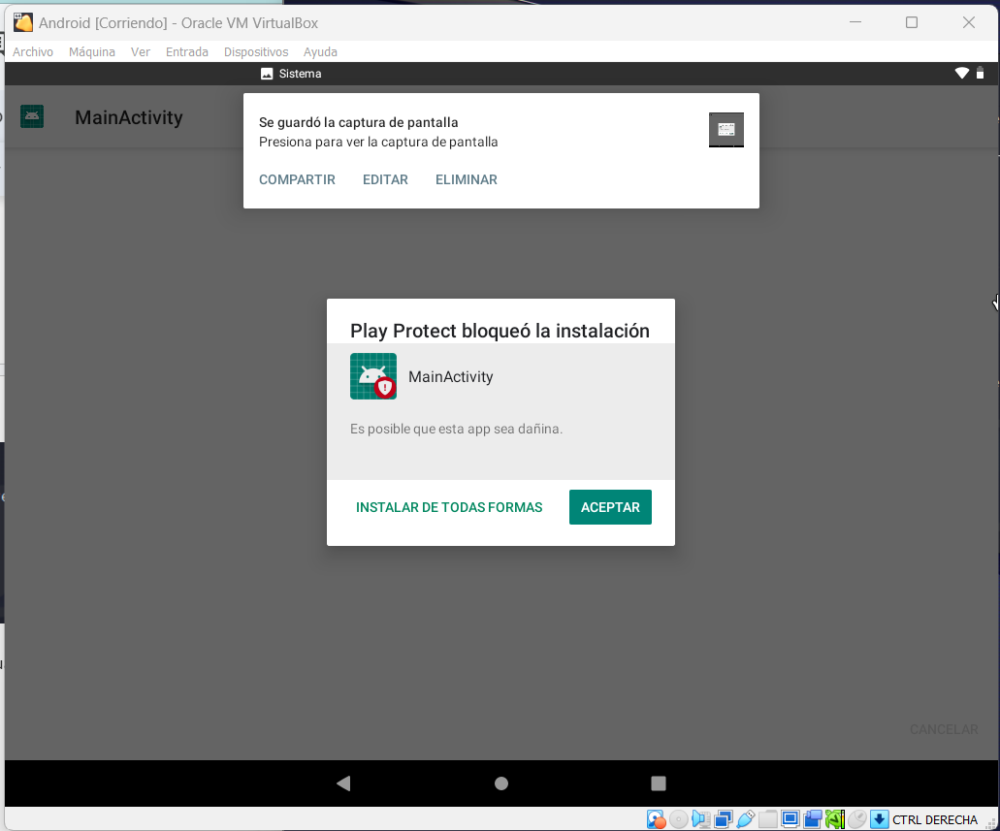 Android [Corriendo] - Oracle VM VirtualBox
Archivo Máquina Ver Entrada Dispositivos Ayuda
Sistema
MainActivity
Se guardó la captura de pantalla
Presiona para ver la captura de pantalla
COMPARTIR EDITAR ELIMINAR
Play Protect bloqueó la instalación
MainActivity
Es posible que esta app sea dañina.
INSTALAR DE TODAS FORMAS ACEPTAR
CANCELAR
CTRL DERECHA